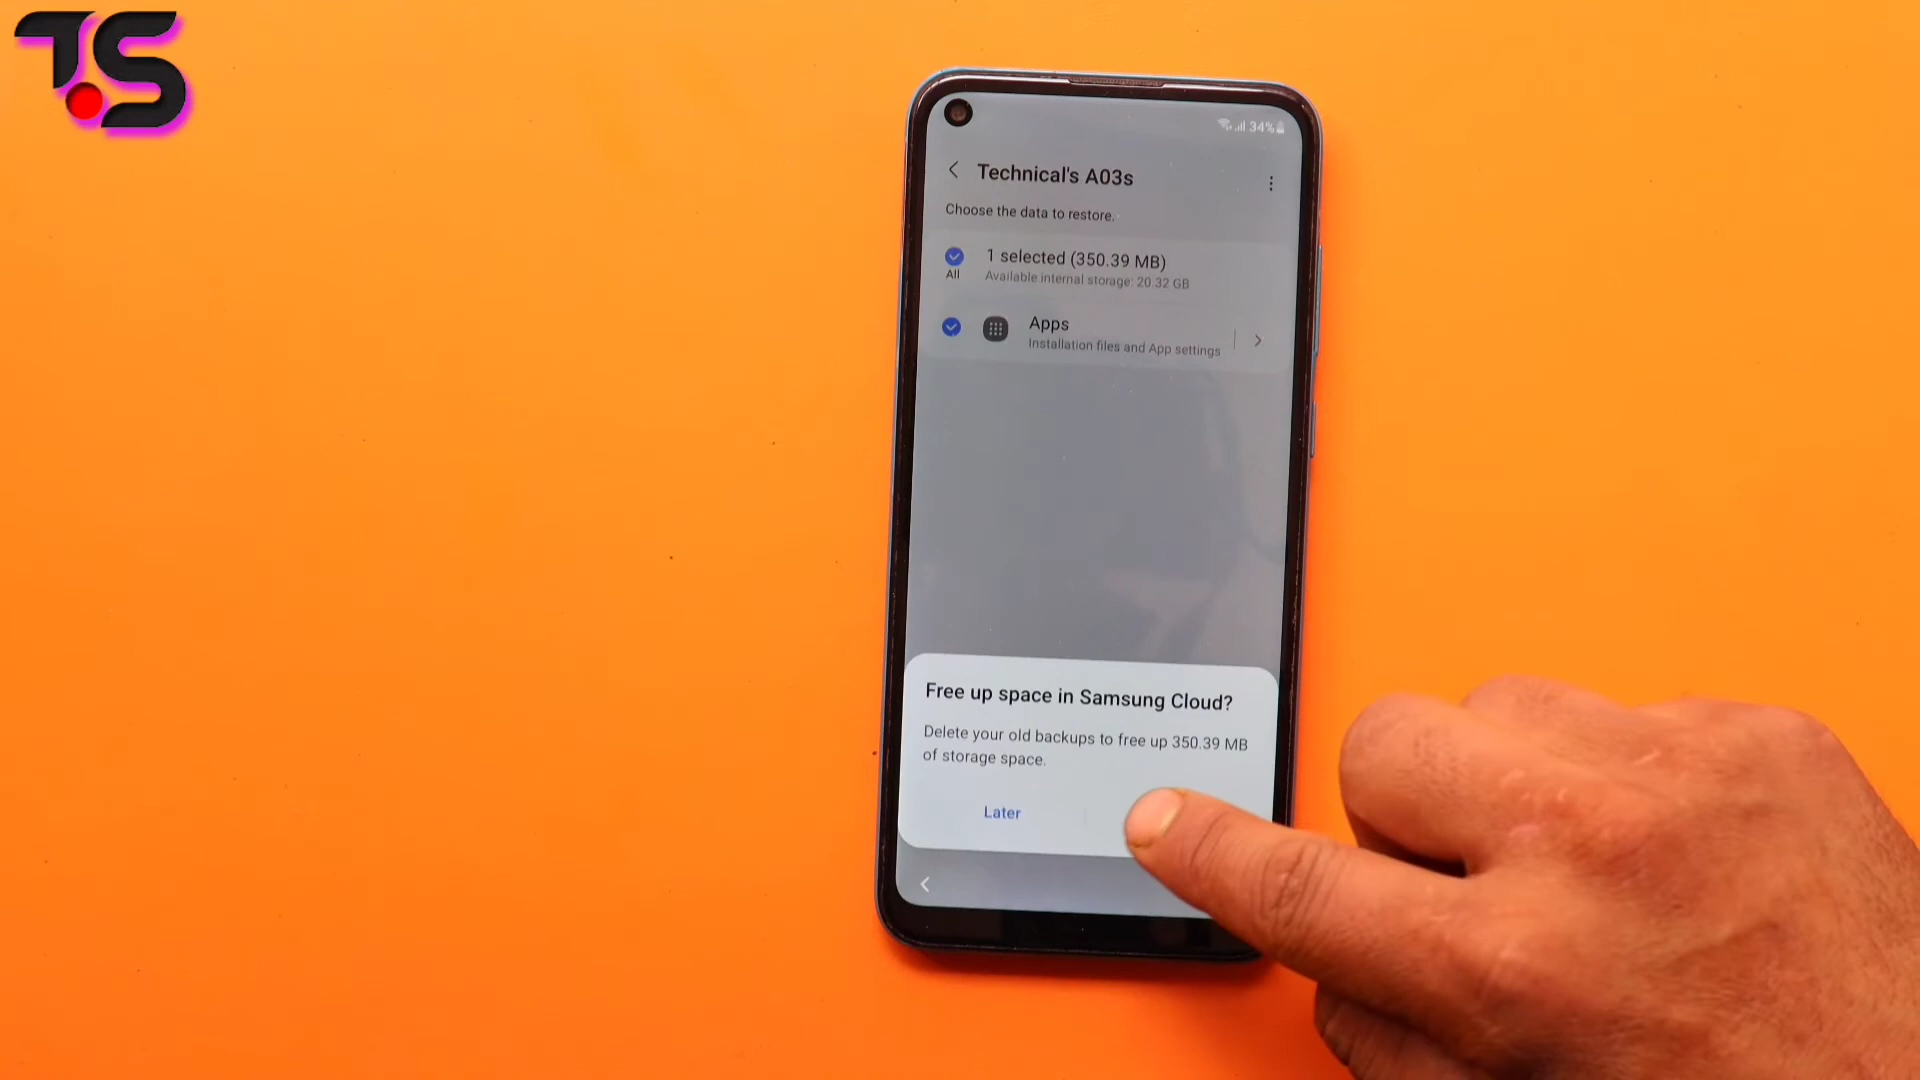 T.S
34%
Technical's A03s
Choose the data to restore.
1 selected (350.39 MB)
All
Available internal storage: 20.32 GB
Apps
Installation files and App settings
Free up space in Samsung Cloud?
Delete your old backups to free up 350.39 MB
of storage space.
Later